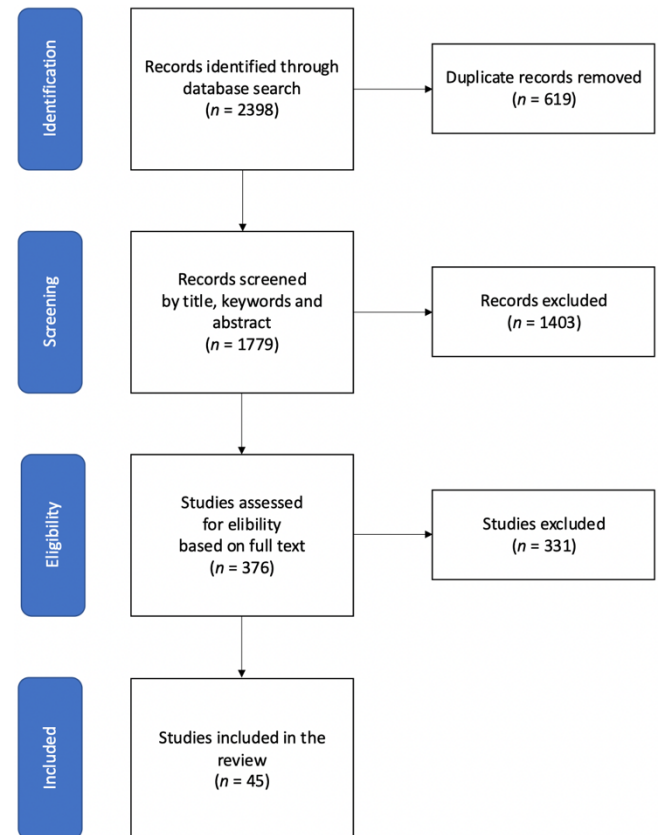 Identification
Records identified through
database search
(n = 2398)
Duplicate records removed
(n = 619)
Screening
Records screened
by title, keywords and
abstract
(n = 1779)
Records excluded
(n = 1403)
Eligibility
Studies assessed
for elibility
based on full text
(n = 376)
Studies excluded
(n = 331)
Included
Studies included in the
review
(n = 45)